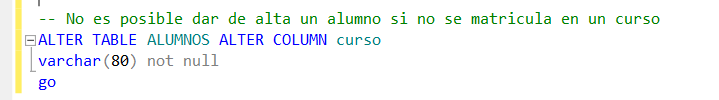 -- No es posible dar de alta un alumno si no se matricula en un curso
ALTER TABLE ALUMNOS ALTER COLUMN curso
varchar(80) not null
go